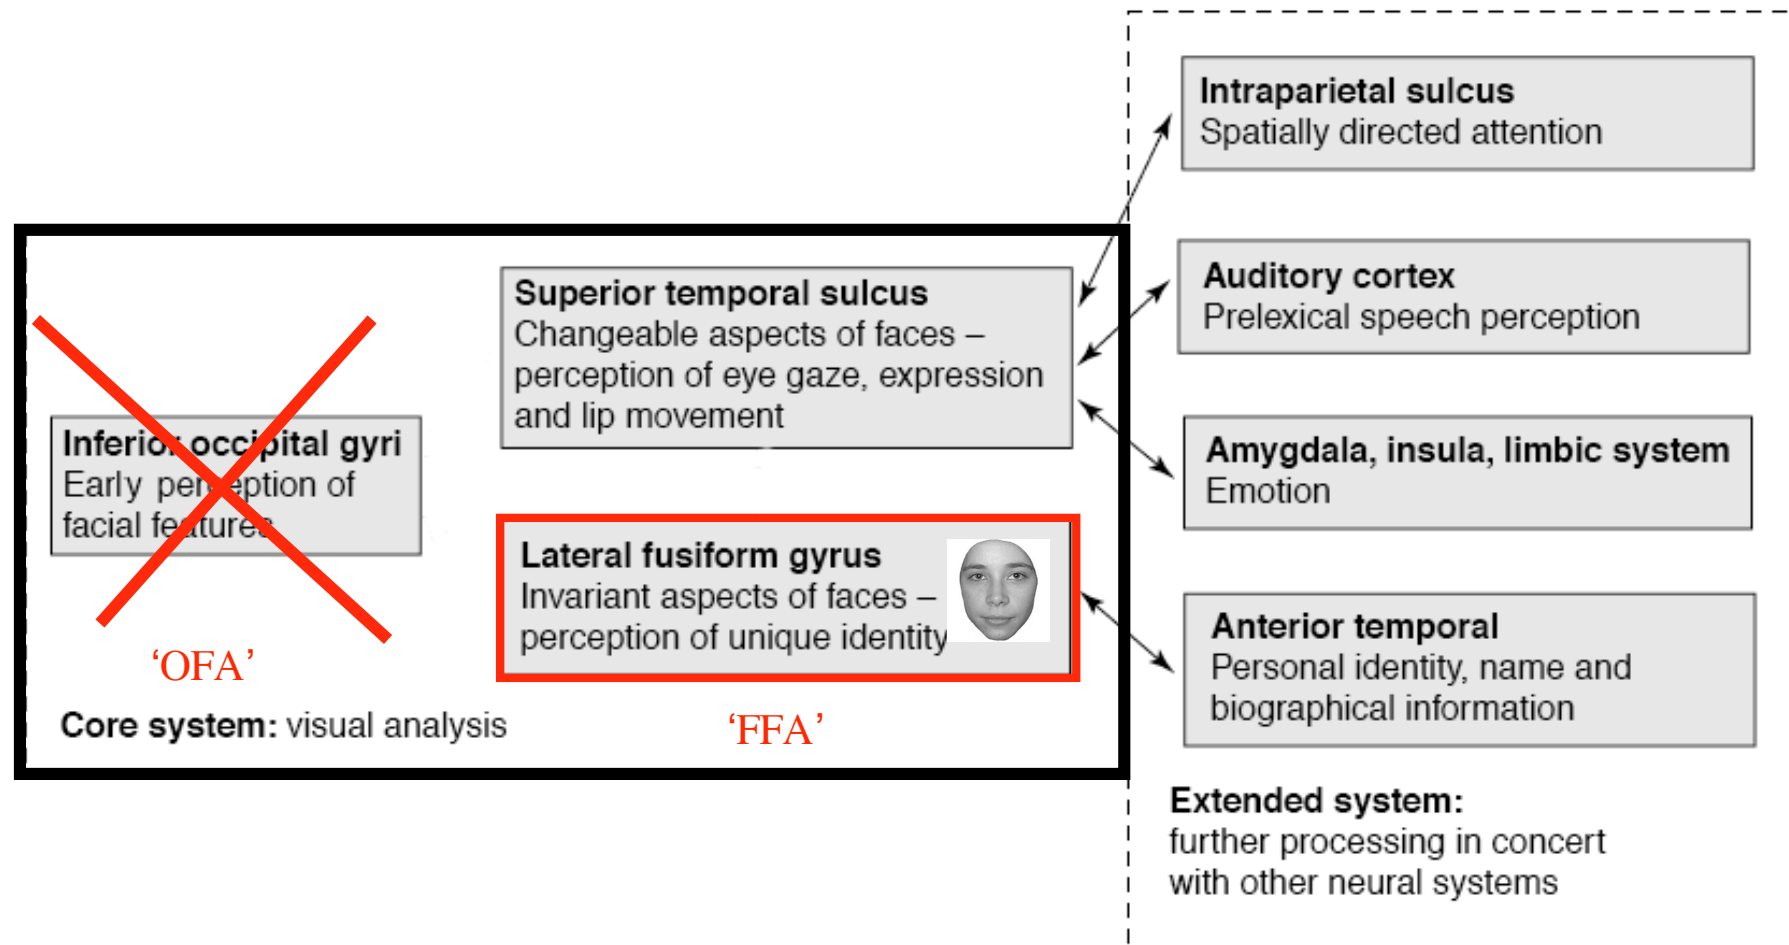 Inferior occipital gyri
Early perception of
facial features
‘OFA’
Core system: visual analysis
Superior temporal sulcus
Changeable aspects of faces –
perception of eye gaze, expression
and lip movement
Lateral fusiform gyrus
Invariant aspects of faces –
perception of unique identity
‘FFA’
Intraparietal sulcus
Spatially directed attention
Auditory cortex
Prelexical speech perception
Amygdala, insula, limbic system
Emotion
Anterior temporal
Personal identity, name and
biographical information
Extended system:
further processing in concert
with other neural systems